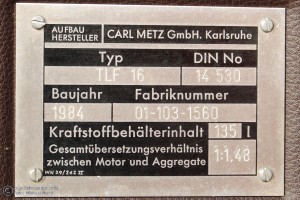 AUFBAU HERSTELLER CARL METZ GmbH. Karlsruhe
Typ DIN No
TLF 16 14 530
Baujahr Fabriknummer
1984 01-103-1560
Kraftstoffbehälterinhalt 135 l
Gesamtübersetzungsverhältnis
zwischen Motor und Aggregate 1:1,48